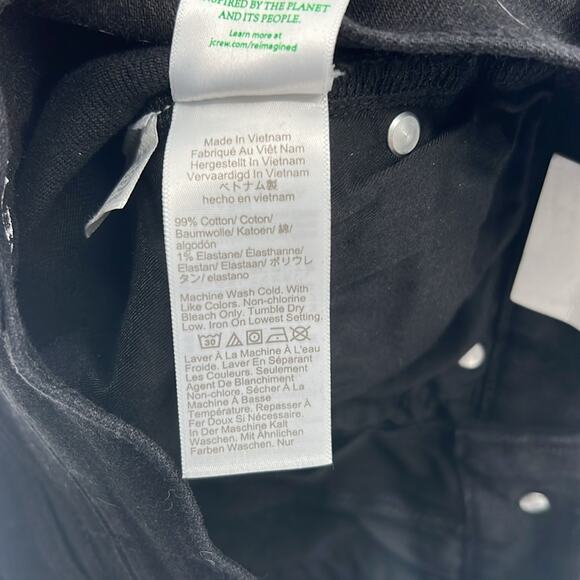 INSPIRED BY THE PLANET
AND ITS PEOPLE.
Learn more at
jcrew.com/reimagined
Made In Vietnam
Fabriqué Au Viêt Nam
Hergestellt In Vietnam
Vervaardigd In Vietnam
ベトナム製
hecho en vietnam
99% Cotton/ Coton/
Baumwolle/ Katoen/ 綿/
algodón
1% Elastane/ Élasthanne/
Elastan/ Elastaan/ ポリウレ
タン/ elastano
Machine Wash Cold. With
Like Colors. Non-chlorine
Bleach Only. Tumble Dry
Low. Iron On Lowest Setting.
30
Laver À La Machine À L'eau
Froide. Laver En Séparant
Les Couleurs. Seulement
Agent De Blanchiment
Non-chlore. Sécher À La
Machine À Basse
Température. Repasser À
Fer Doux Si Nécessaire.
In Der Maschine Kalt
Waschen. Mit Ähnlichen
Farben Waschen. Nur